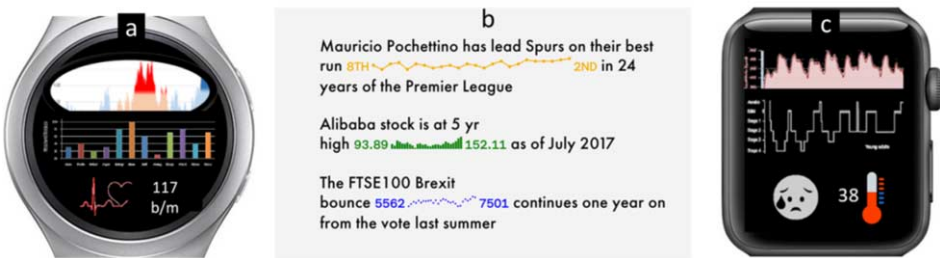 a
117
b/m
b
Mauricio Pochettino has lead Spurs on their best
run 8TH 2ND in 24
years of the Premier League
Alibaba stock is at 5 yr
high 93.89 152.11 as of July 2017
The FTSE100 Brexit
bounce 5562 7501 continues one year on
from the vote last summer
c
Young adults
38